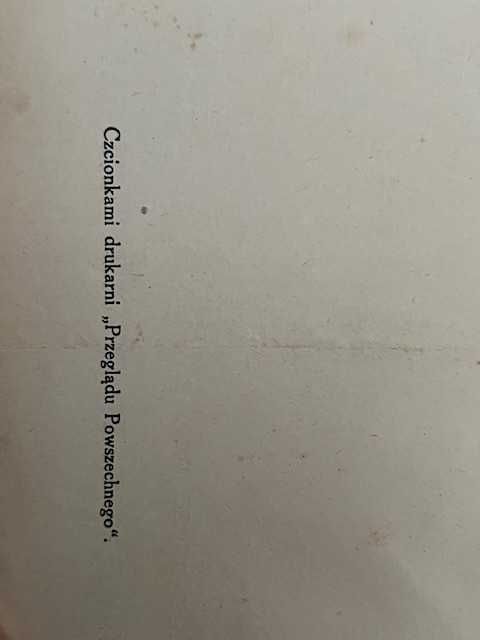 Czcionkami drukarni „Przeglądu Powszechnego“.